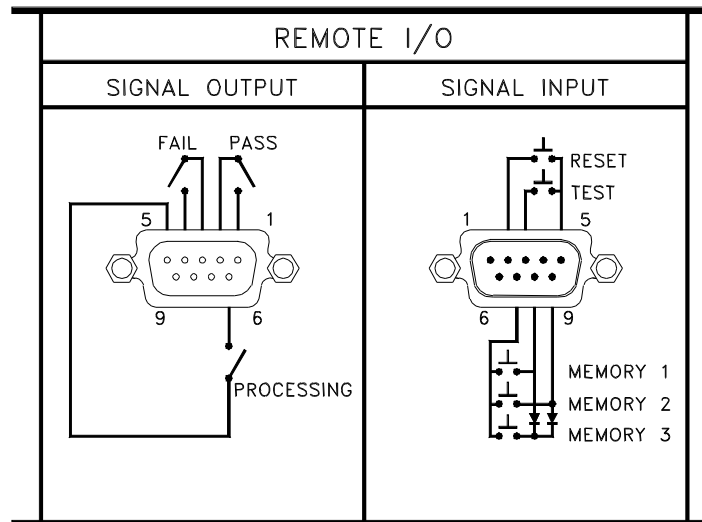 REMOTE I/O
SIGNAL OUTPUT
SIGNAL INPUT
FAIL PASS
5 1
9 6
PROCESSING
RESET
TEST
1 5
6 9
MEMORY 1
MEMORY 2
MEMORY 3